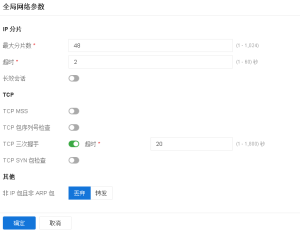 全局网络参数
IP 分片
最大分片数 * 48 (1 - 1,024)
超时 * 2 (1 - 60) 秒
长效会话
TCP
TCP MSS
TCP 包序列号检查
TCP 三次握手 超时 * 20 (1 - 1,800) 秒
TCP SYN 包检查
其他
非 IP 包且非 ARP 包 丢弃 转发
确定 取消